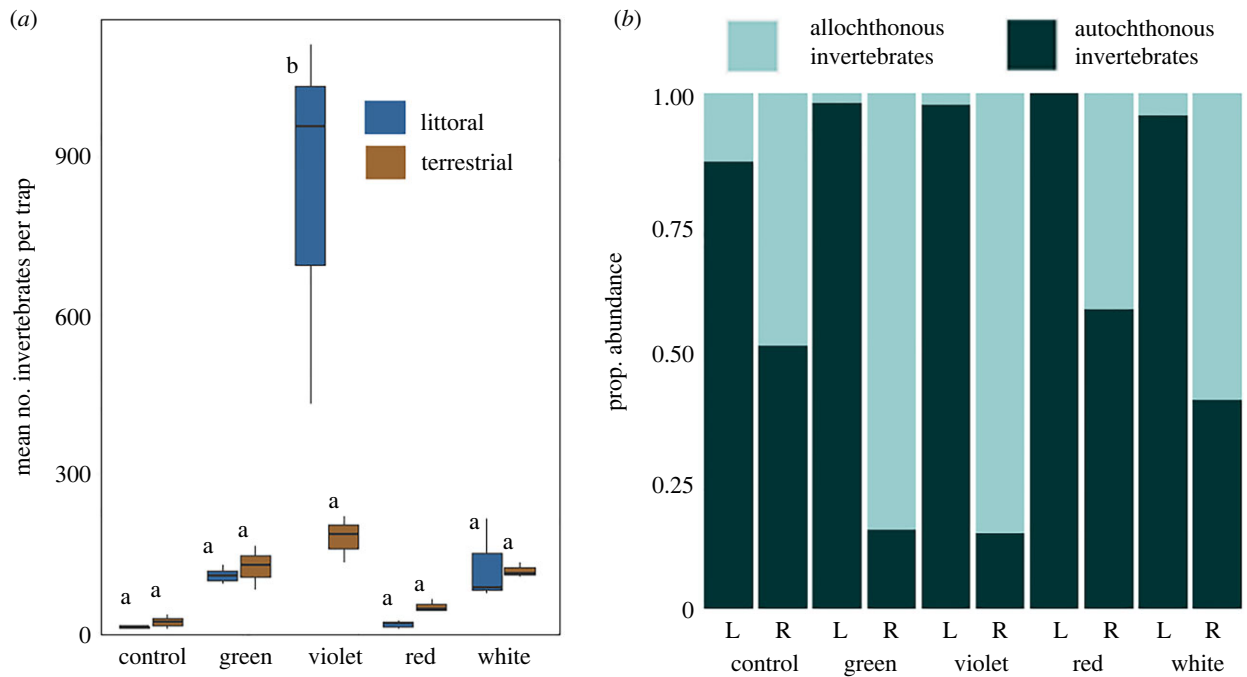 (a)
mean no. invertebrates per trap
900
600
300
0
b
littoral
terrestrial
a
a
a
a
a
a
a
a
a
control
green
violet
red
white
(b)
allochthonous
invertebrates
autochthonous
invertebrates
prop. abundance
1.00
0.75
0.50
0.25
0
L R L R L R L R L R
control green violet red white